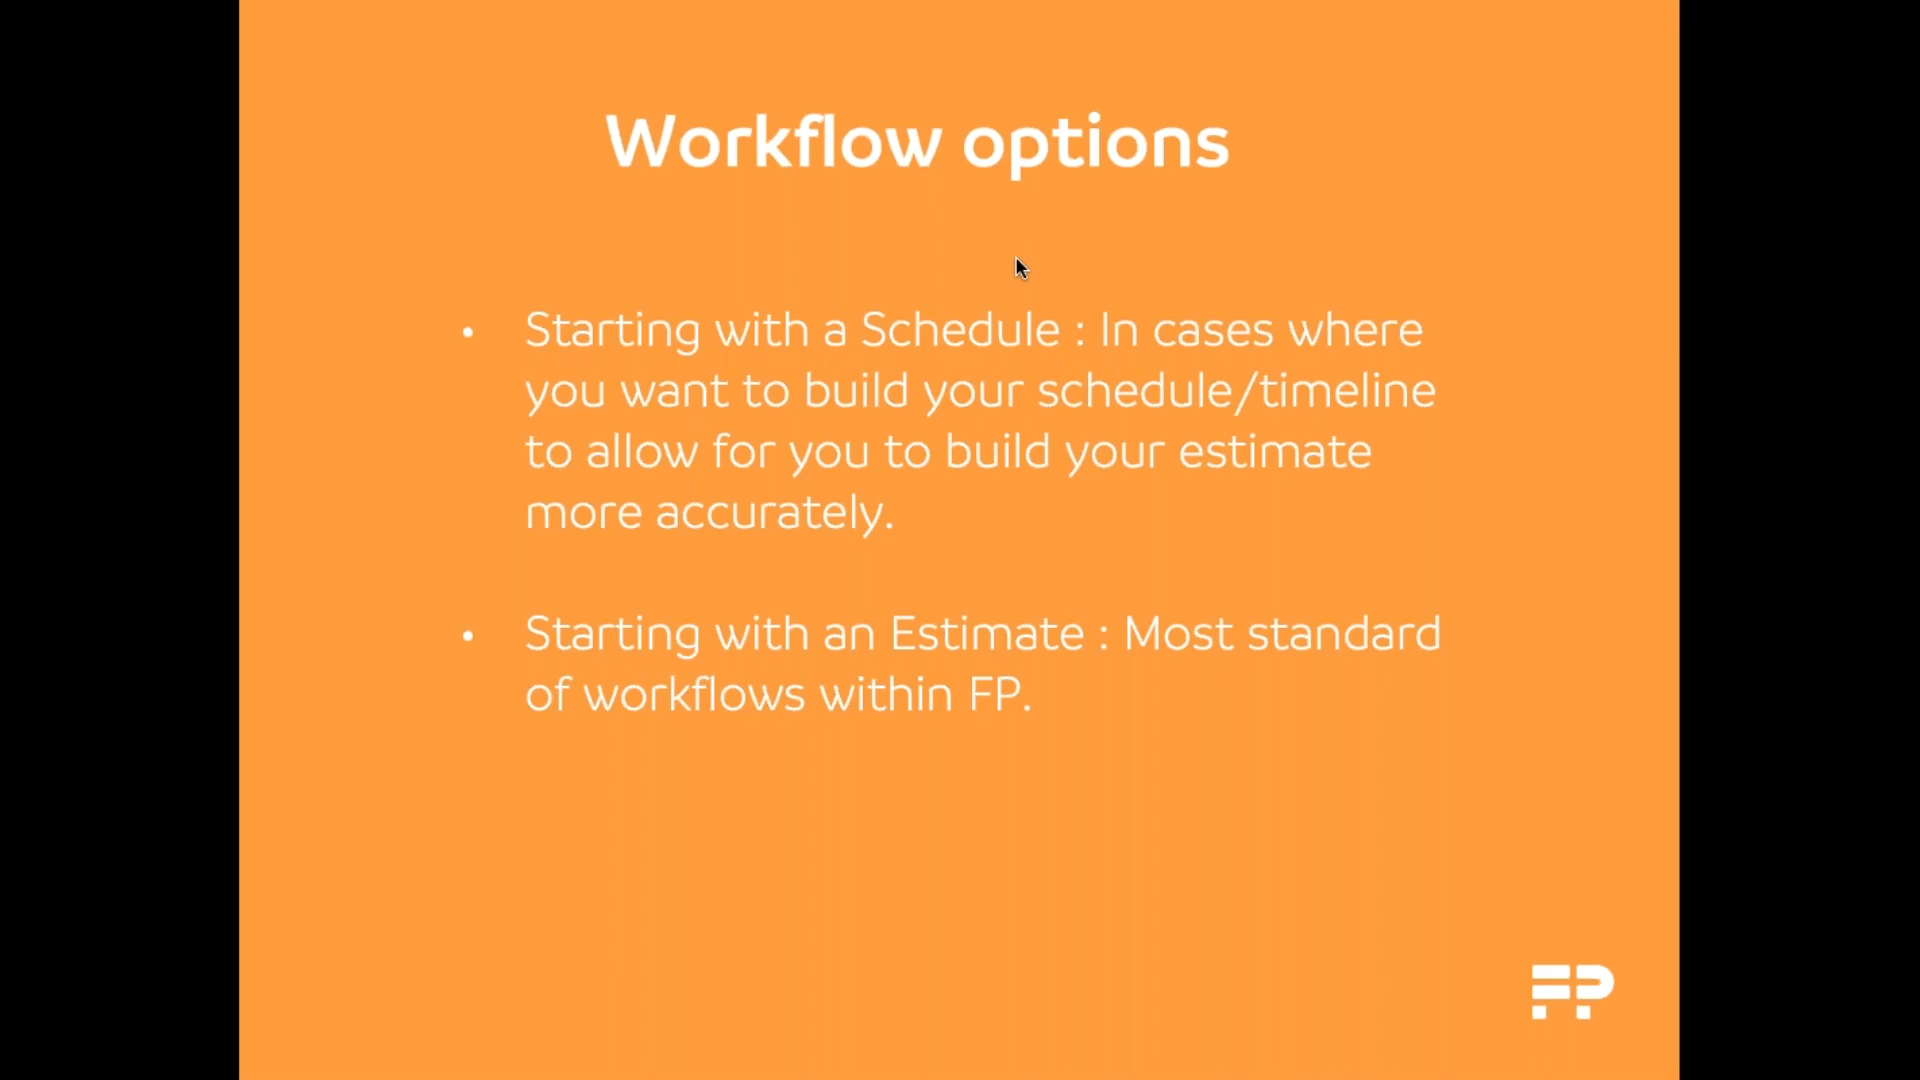 Workflow options
• Starting with a Schedule : In cases where
you want to build your schedule/timeline
to allow for you to build your estimate
more accurately.
• Starting with an Estimate : Most standard
of workflows within FP.
FP